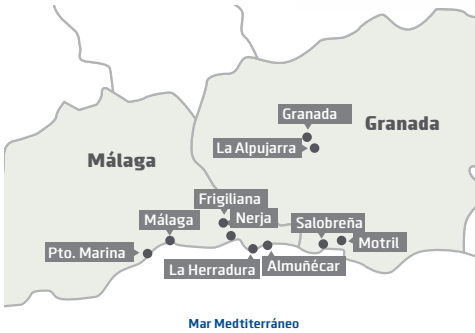 Granada
Granada
La Alpujarra
Málaga
Frigiliana
Málaga
Nerja
Salobreña
Pto. Marina
Motril
La Herradura
Almuñécar
Mar Medtiterráneo